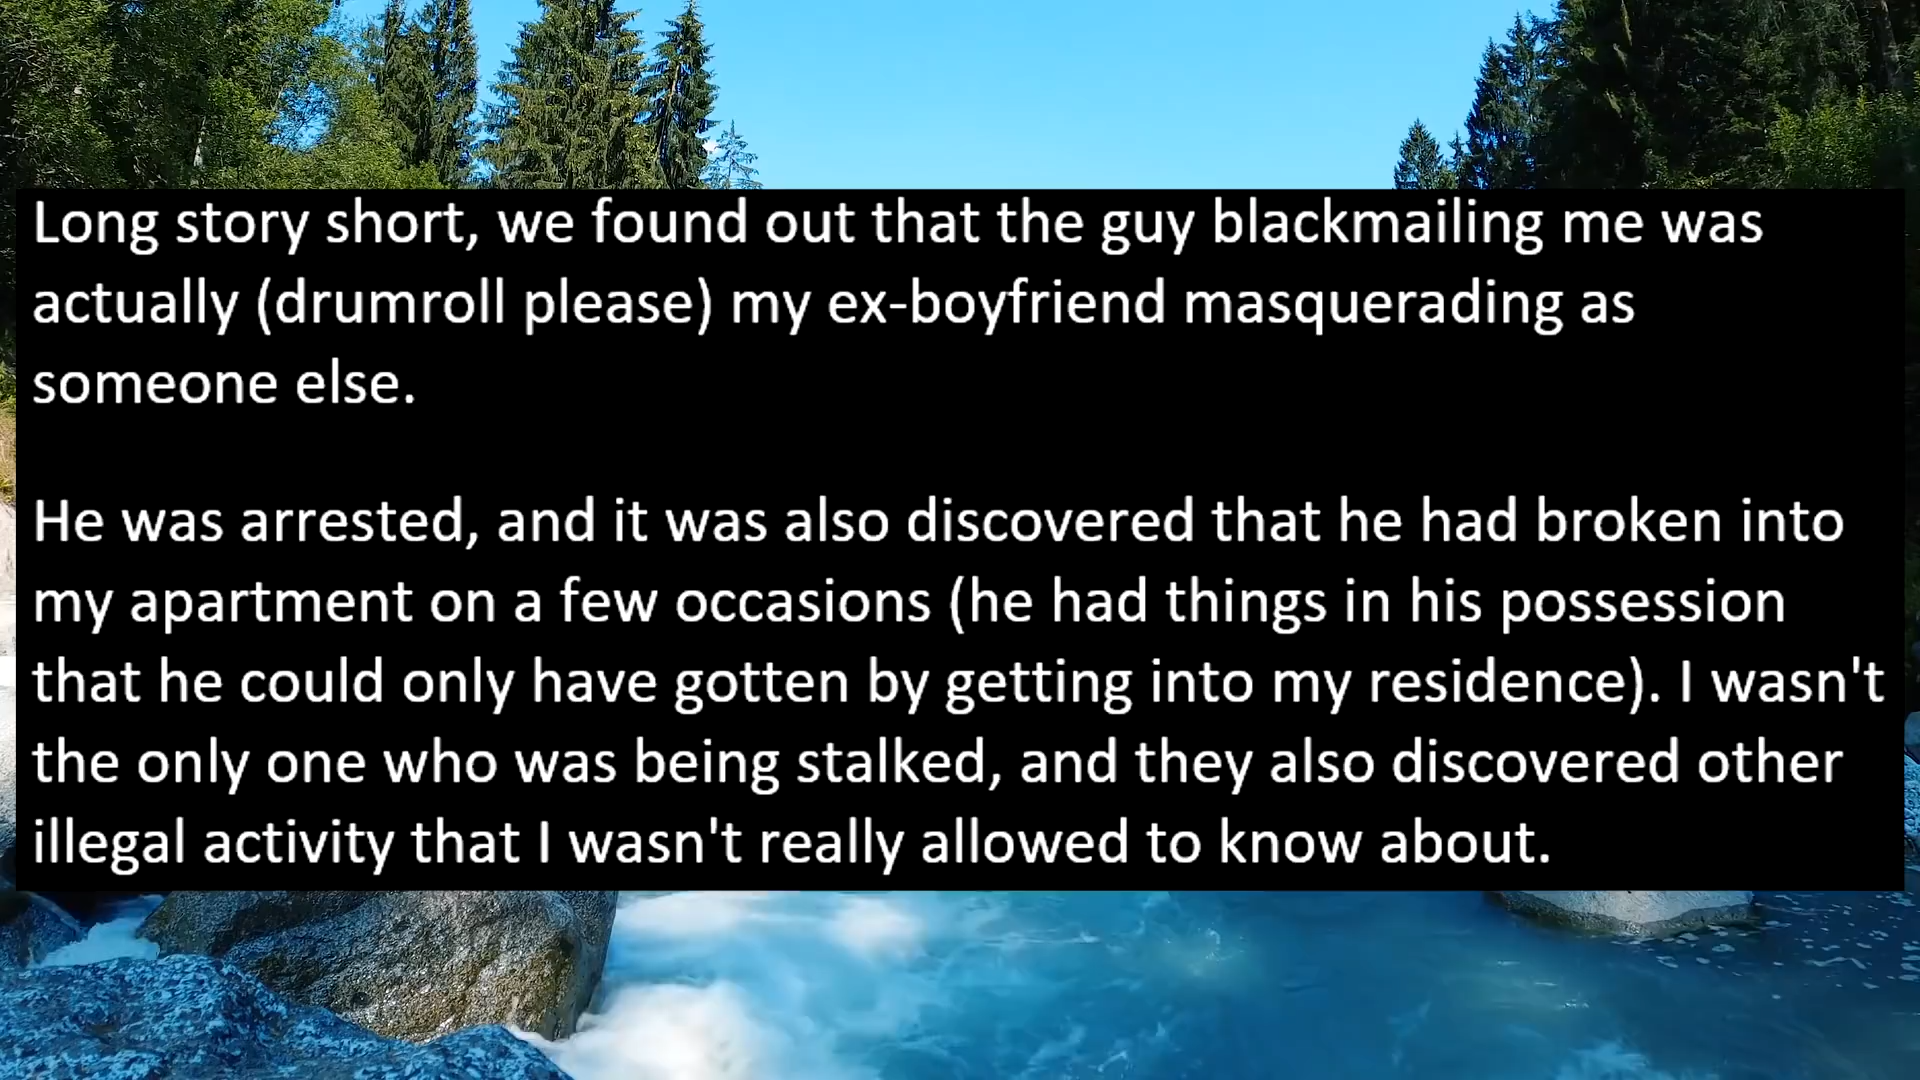 Long story short, we found out that the guy blackmailing me was
actually (drumroll please) my ex-boyfriend masquerading as
someone else.
He was arrested, and it was also discovered that he had broken into
my apartment on a few occasions (he had things in his possession
that he could only have gotten by getting into my residence). I wasn't
the only one who was being stalked, and they also discovered other
illegal activity that I wasn't really allowed to know about.